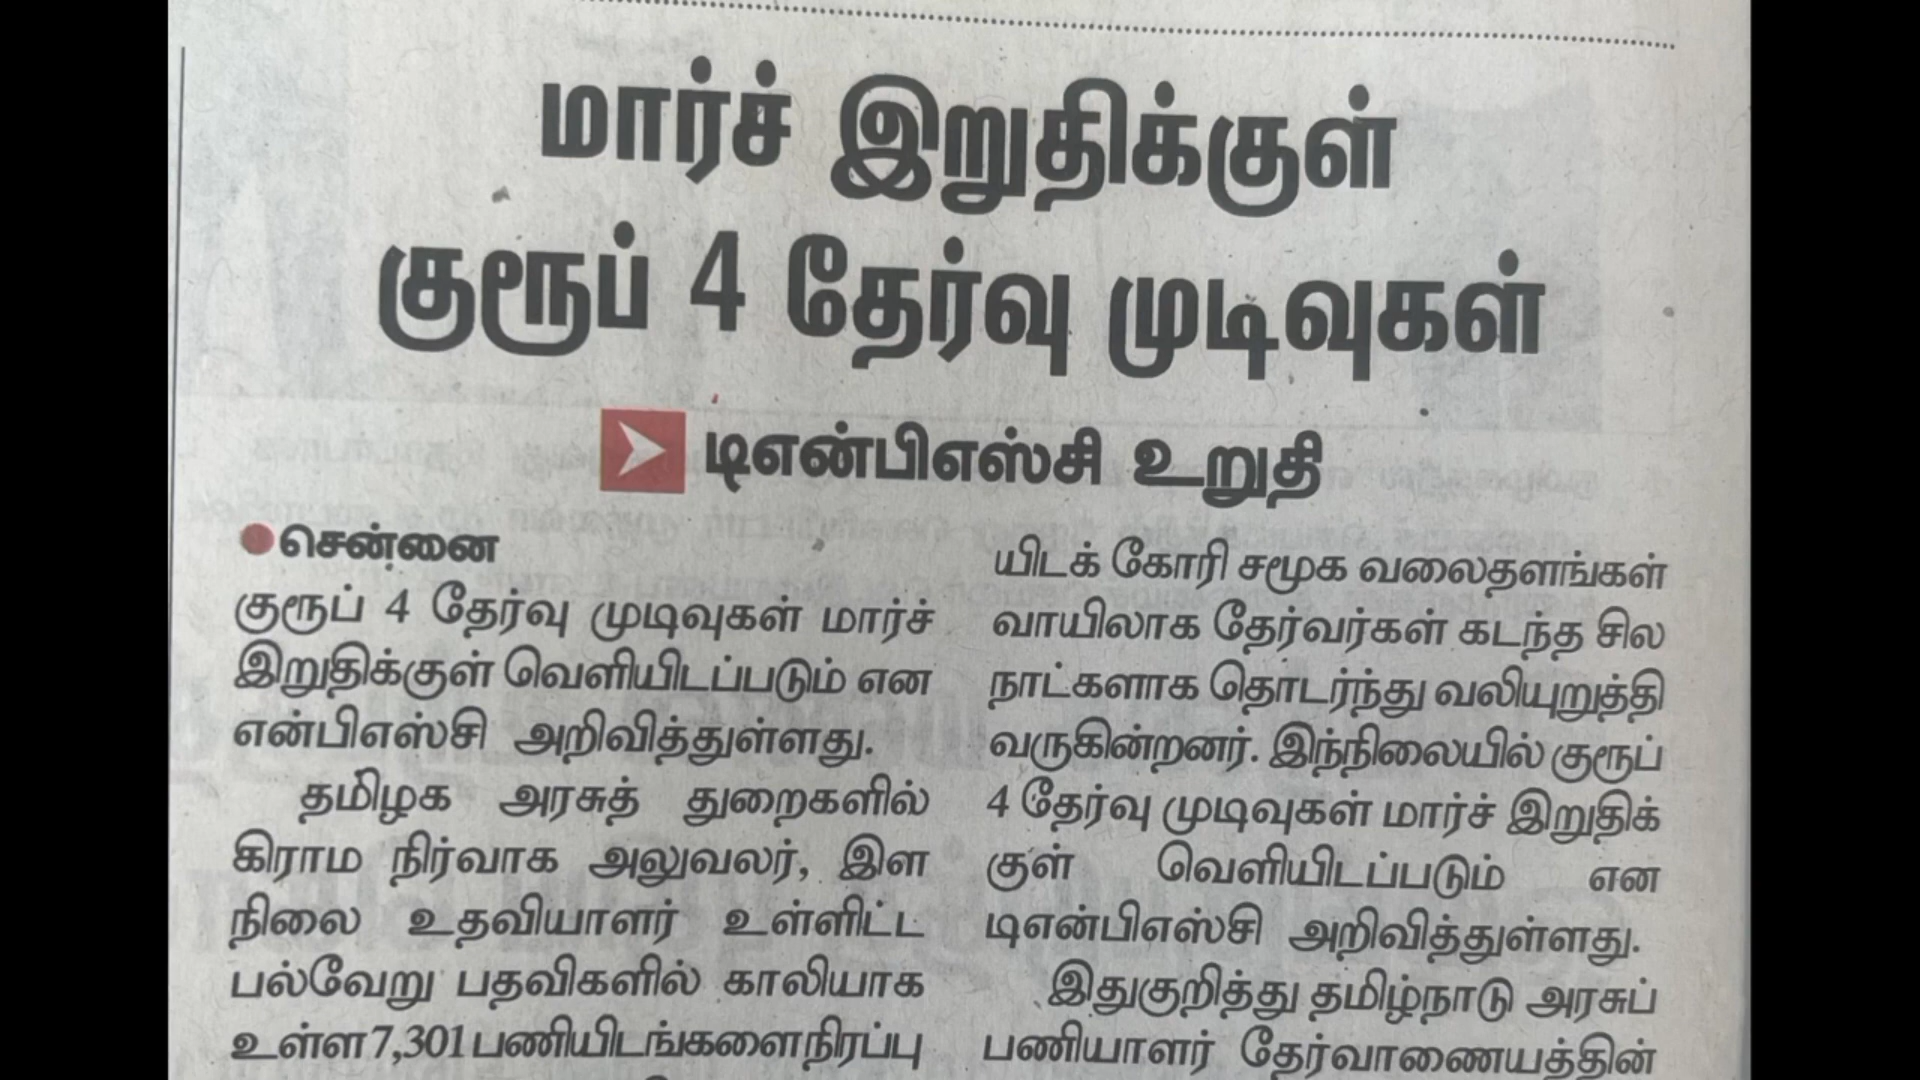 மார்ச் இறுதிக்குள்
குரூப் 4 தேர்வு முடிவுகள்
டிஎன்பிஎஸ்சி உறுதி
சென்னை
குரூப் 4 தேர்வு முடிவுகள் மார்ச்
இறுதிக்குள் வெளியிடப்படும் என
என்பிஎஸ்சி அறிவித்துள்ளது.
தமிழக அரசுத் துறைகளில்
கிராம நிர்வாக அலுவலர், இள
நிலை உதவியாளர் உள்ளிட்ட
பல்வேறு பதவிகளில் காலியாக
உள்ள 7,301 பணியிடங்களை நிரப்பு
யிடக் கோரி சமூக வலைதளங்கள்
வாயிலாக தேர்வர்கள் கடந்த சில
நாட்களாக தொடர்ந்து வலியுறுத்தி
வருகின்றனர். இந்நிலையில் குரூப்
4 தேர்வு முடிவுகள் மார்ச் இறுதிக்
குள் வெளியிடப்படும் என
டிஎன்பிஎஸ்சி அறிவித்துள்ளது.
இதுகுறித்து தமிழ்நாடு அரசுப்
பணியாளர் தேர்வாணையத்தின்